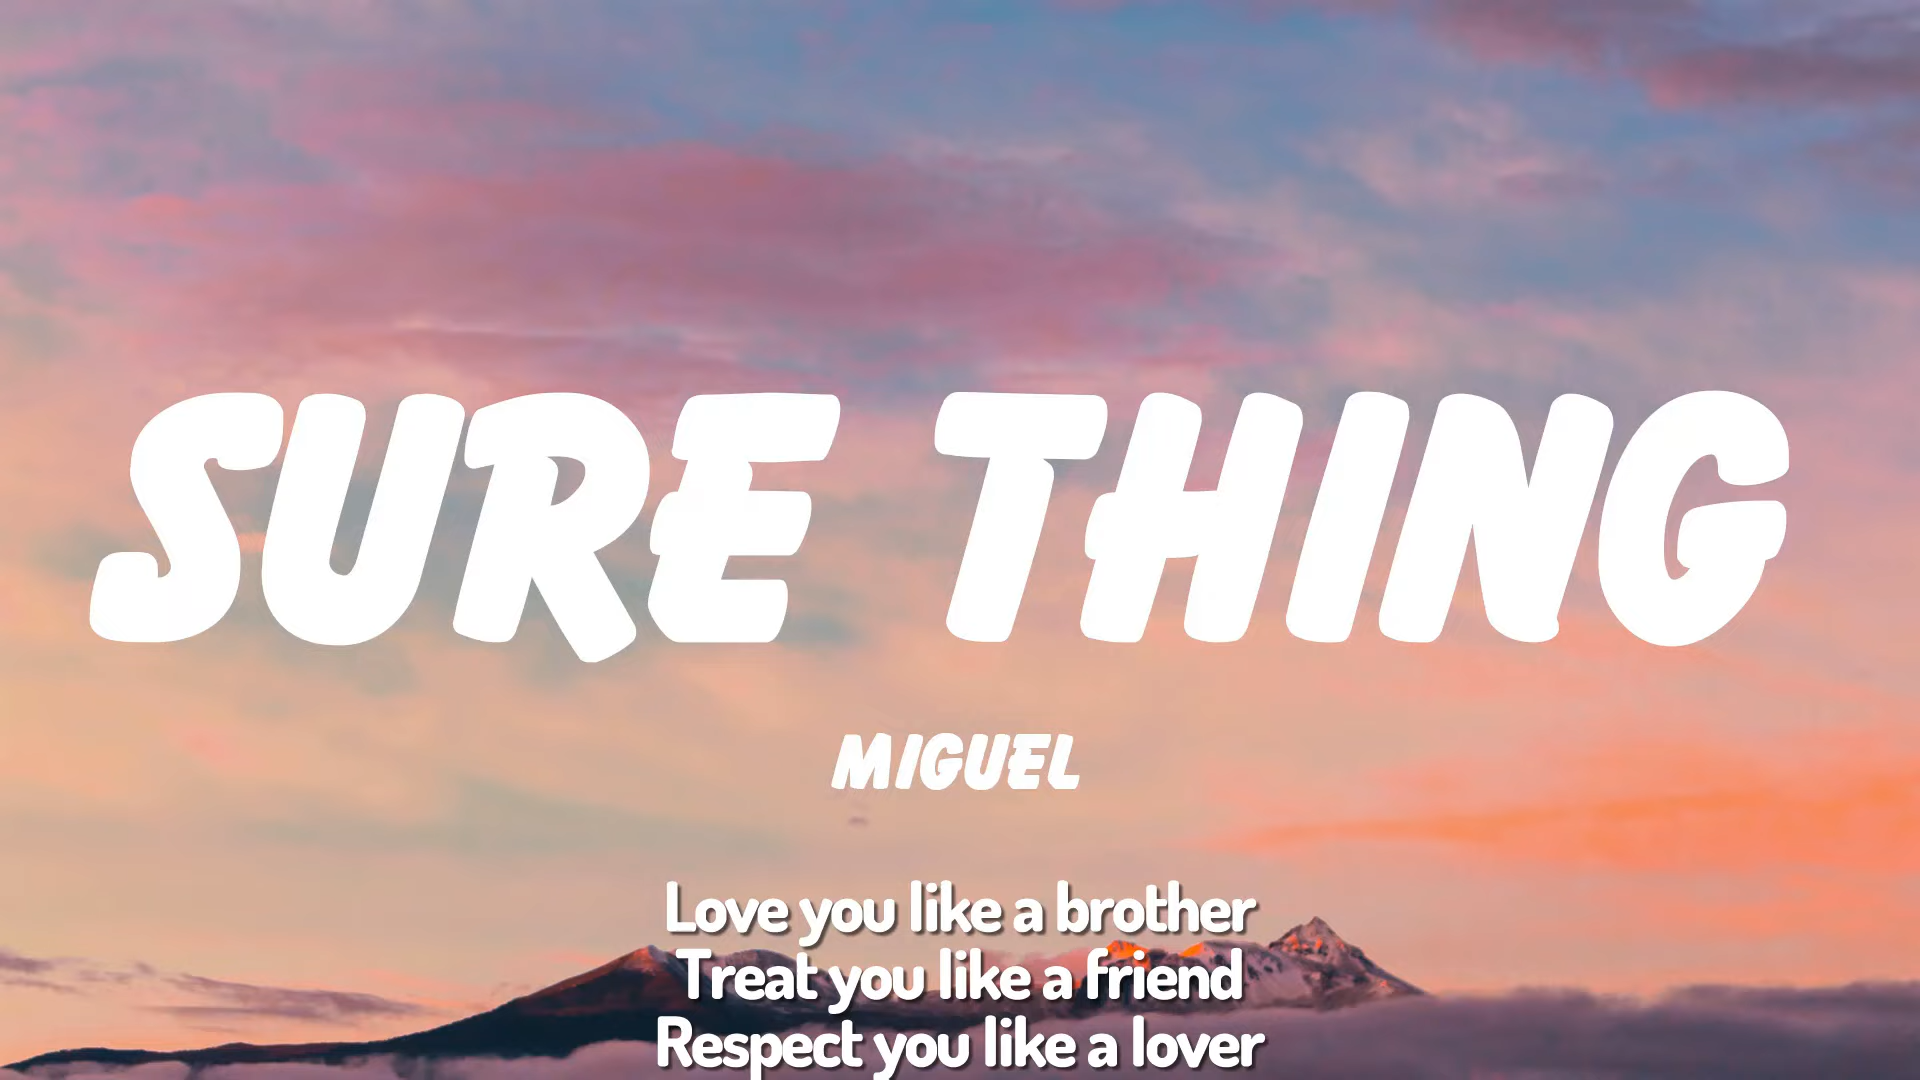 SURE THING
MIGUEL
Love you like a brother
Treat you like a friend
Respect you like a lover